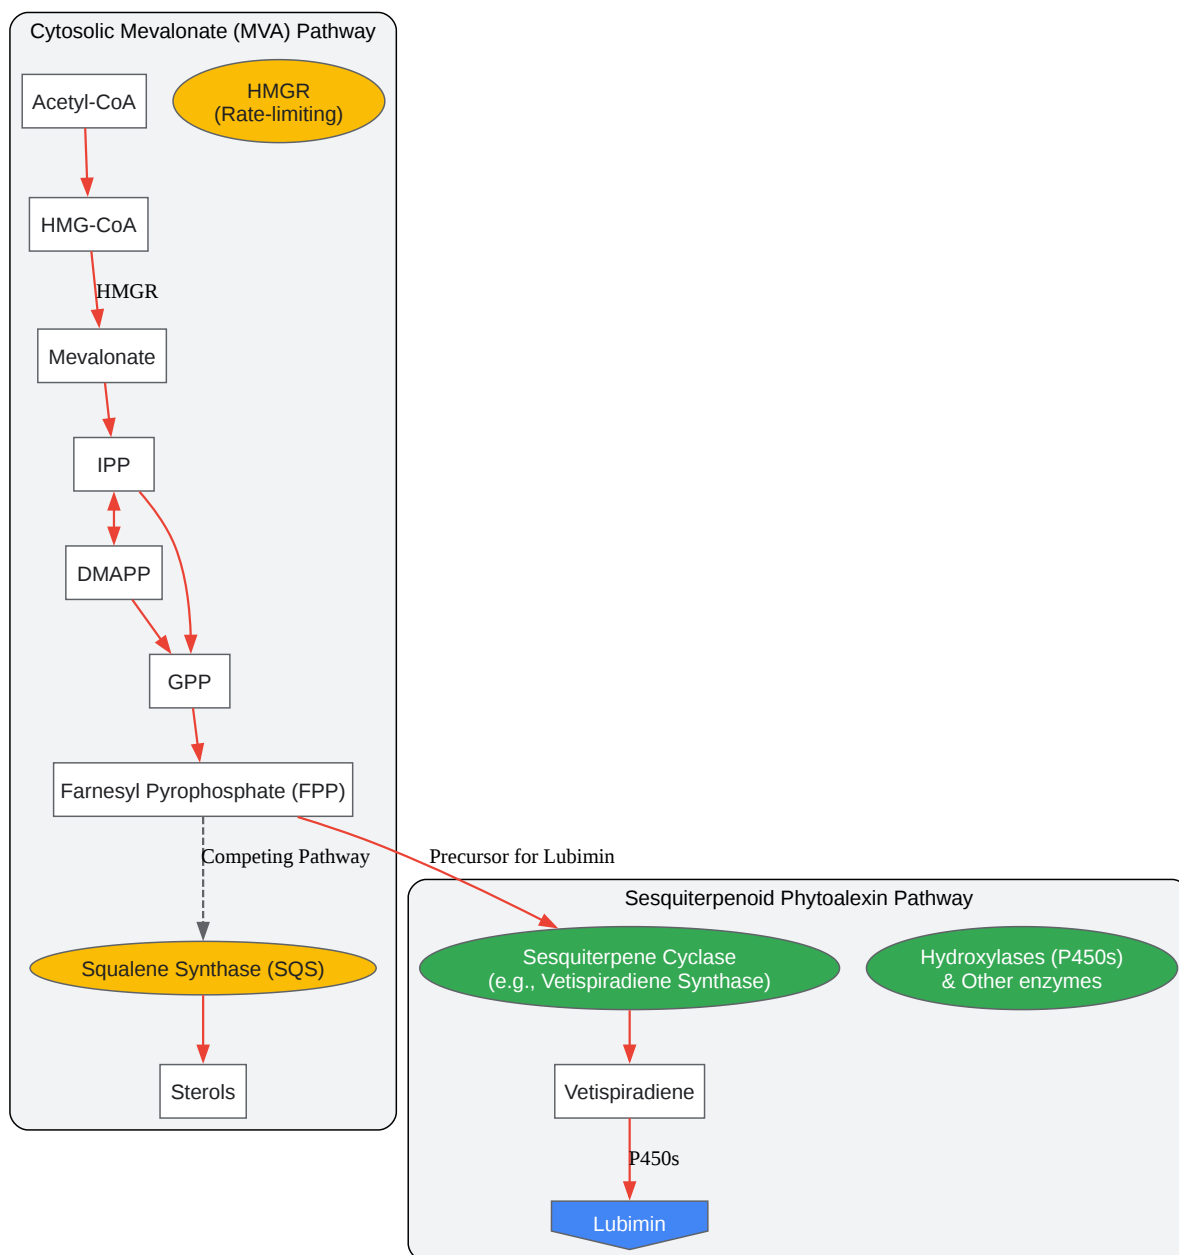 Cytosolic Mevalonate (MVA) Pathway
Acetyl-CoA
HMGR
(Rate-limiting)
HMG-CoA
HMGR
Mevalonate
IPP
DMAPP
GPP
Farnesyl Pyrophosphate (FPP)
Competing Pathway
Precursor for Lubimin
Squalene Synthase (SQS)
Sterols
Sesquiterpenoid Phytoalexin Pathway
Sesquiterpene Cyclase
(e.g., Vetispiradiene Synthase)
Hydroxylases (P450s)
& Other enzymes
Vetispiradiene
P450s
Lubimin